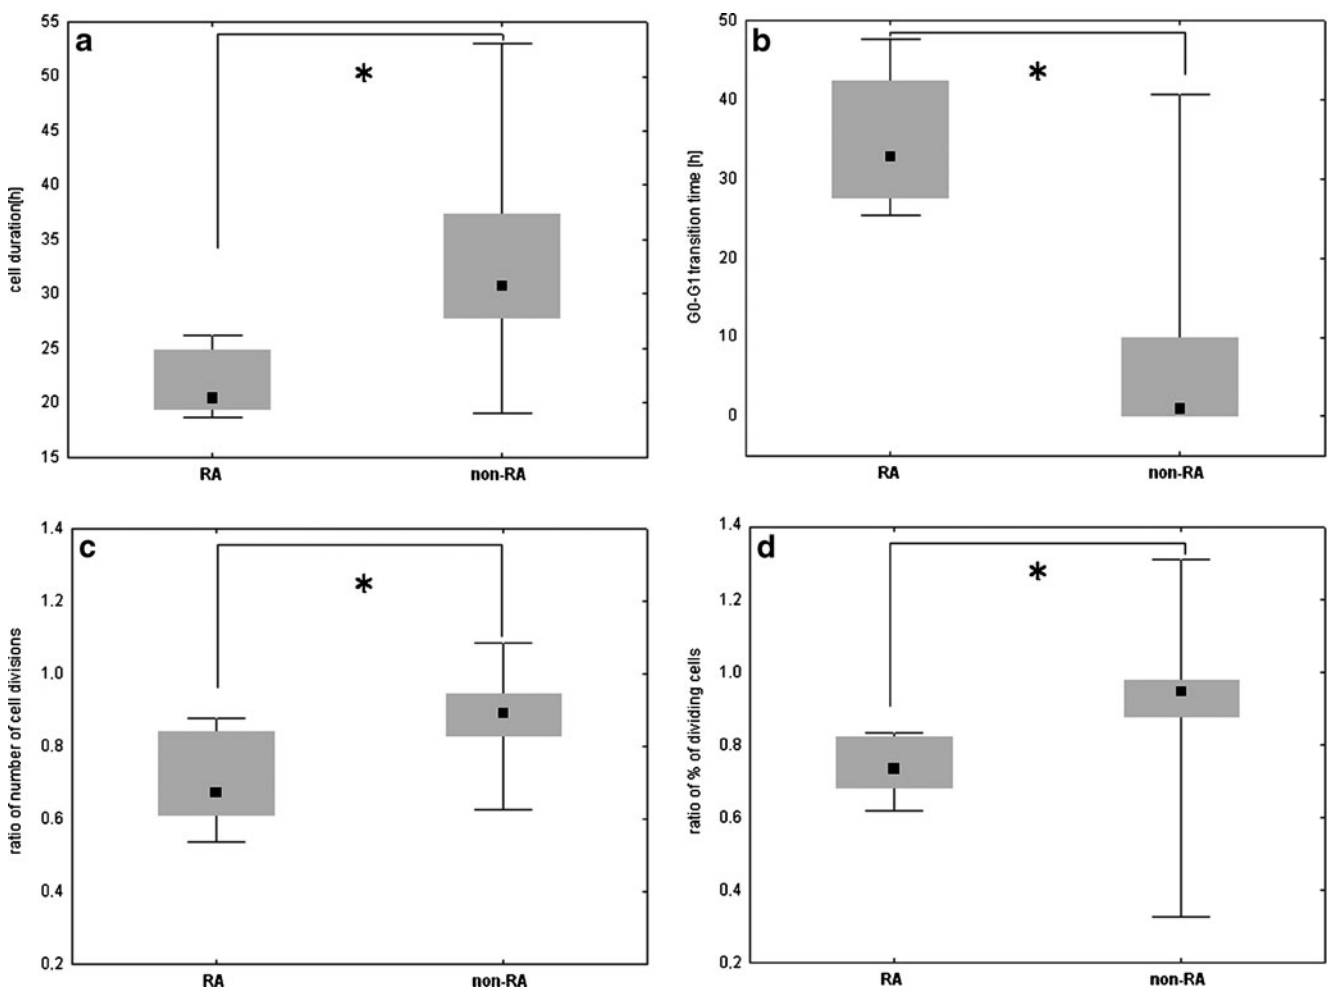 a
*
cell duration[h]
55
50
45
40
35
30
25
20
15
RA non-RA
b
*
G0-G1 transition time [h]
50
40
30
20
10
0
RA non-RA
c
*
ratio of number of cell divisions
1.4
1.2
1.0
0.8
0.6
0.4
0.2
RA non-RA
d
*
ratio of % of dividing cells
1.4
1.2
1.0
0.8
0.6
0.4
0.2
RA non-RA